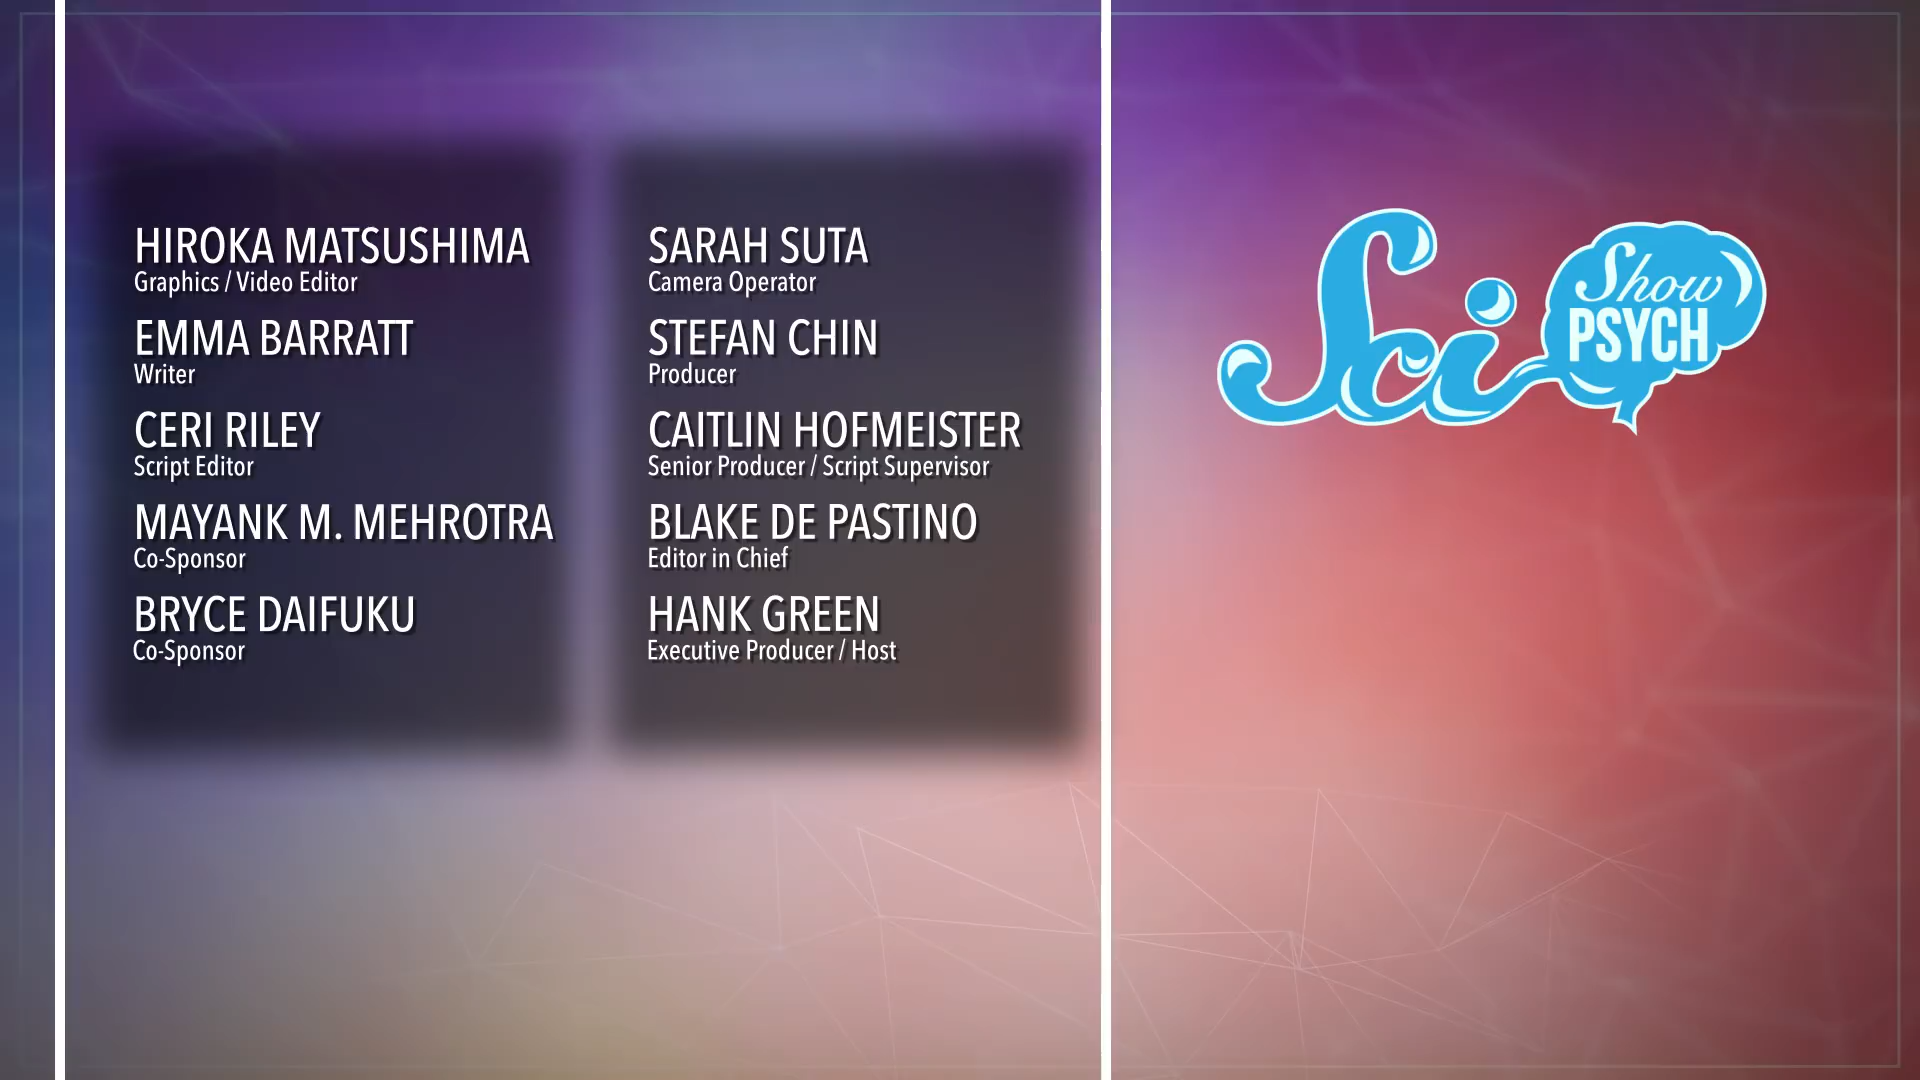 HIROKA MATSUSHIMA
Graphics / Video Editor
EMMA BARRATT
Writer
CERI RILEY
Script Editor
MAYANK M. MEHROTRA
Co-Sponsor
BRYCE DAIFUKU
Co-Sponsor
SARAH SUTA
Camera Operator
STEFAN CHIN
Producer
CAITLIN HOFMEISTER
Senior Producer / Script Supervisor
BLAKE DE PASTINO
Editor in Chief
HANK GREEN
Executive Producer / Host
Sci
Show
PSYCH